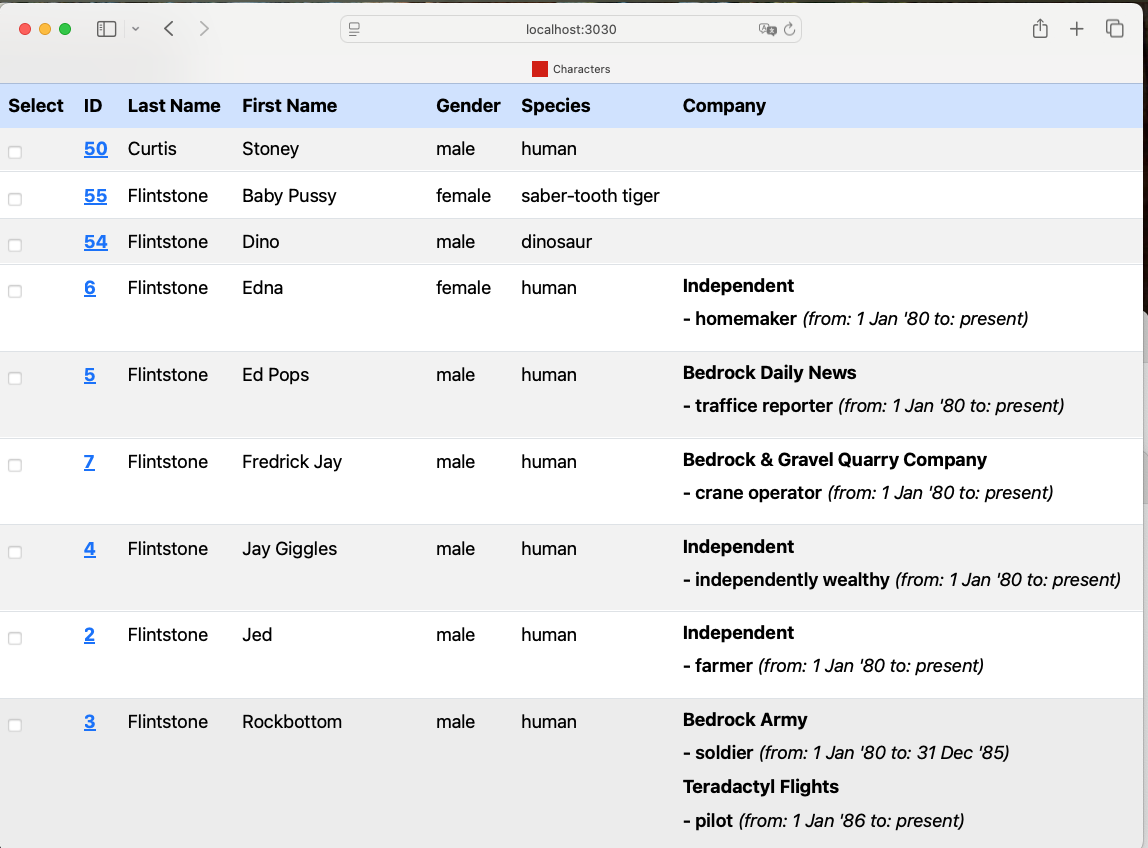 localhost:3030
Characters
Select ID Last Name First Name Gender Species Company
50 Curtis Stoney male human
55 Flintstone Baby Pussy female saber-tooth tiger
54 Flintstone Dino male dinosaur
6 Flintstone Edna female human Independent
- homemaker (from: 1 Jan '80 to: present)
5 Flintstone Ed Pops male human Bedrock Daily News
- traffice reporter (from: 1 Jan '80 to: present)
7 Flintstone Fredrick Jay male human Bedrock & Gravel Quarry Company
- crane operator (from: 1 Jan '80 to: present)
4 Flintstone Jay Giggles male human Independent
- independently wealthy (from: 1 Jan '80 to: present)
2 Flintstone Jed male human Independent
- farmer (from: 1 Jan '80 to: present)
3 Flintstone Rockbottom male human Bedrock Army
- soldier (from: 1 Jan '80 to: 31 Dec '85)
Teradactyl Flights
- pilot (from: 1 Jan '86 to: present)